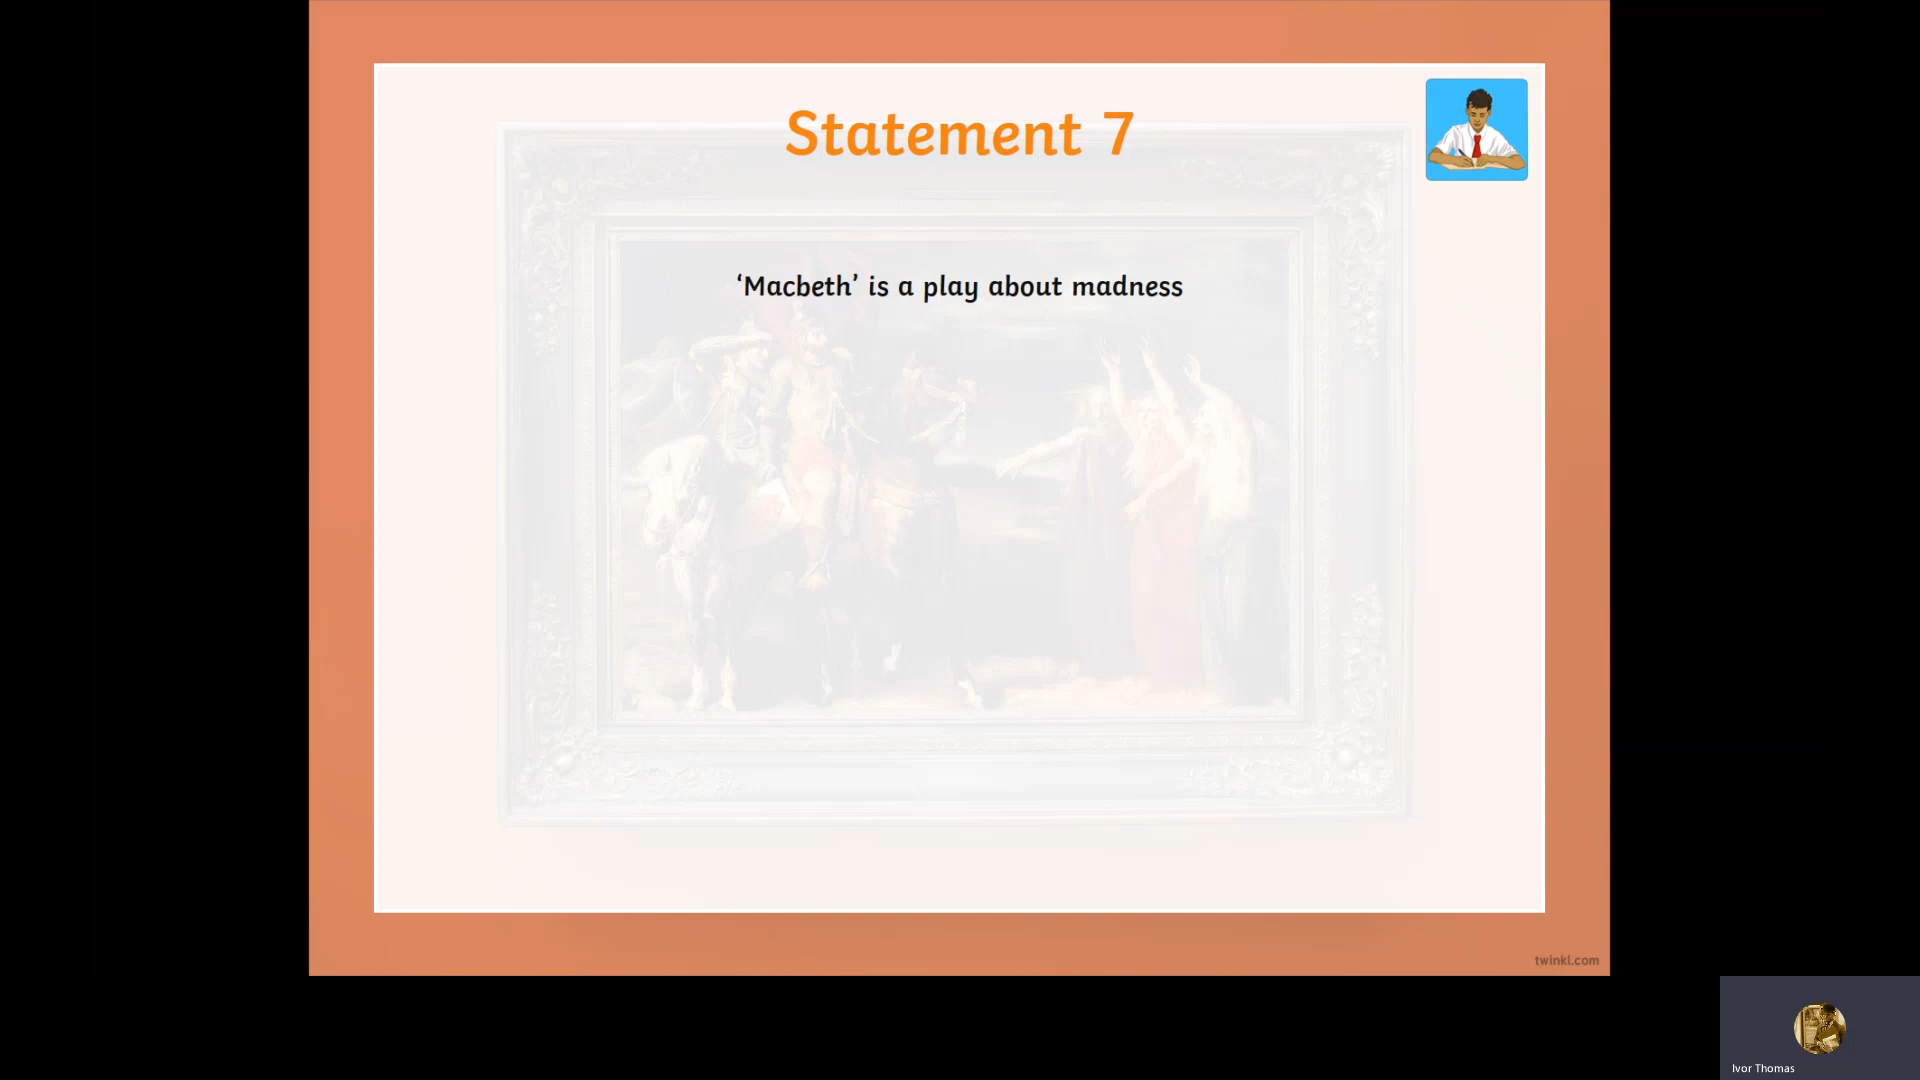 Statement 7
‘Macbeth’ is a play about madness
twinkl.com
Ivor Thomas